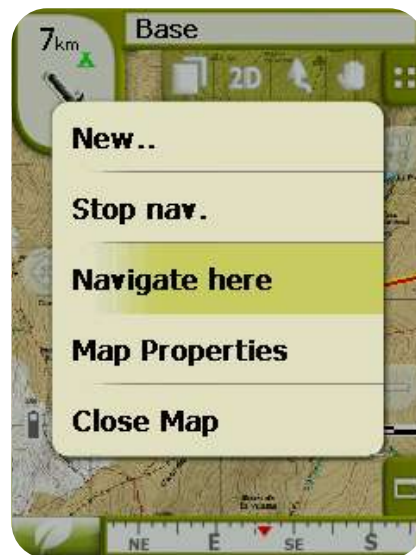 7km
Base
2D
New..
Stop nav.
Navigate here
Map Properties
Close Map
NE E SE S